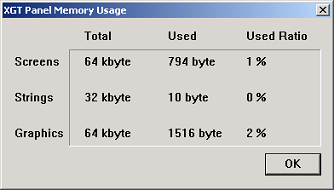 XGT Panel Memory Usage
Total Used Used Ratio
Screens 64 kbyte 794 byte 1 %
Strings 32 kbyte 10 byte 0 %
Graphics 64 kbyte 1516 byte 2 %
OK